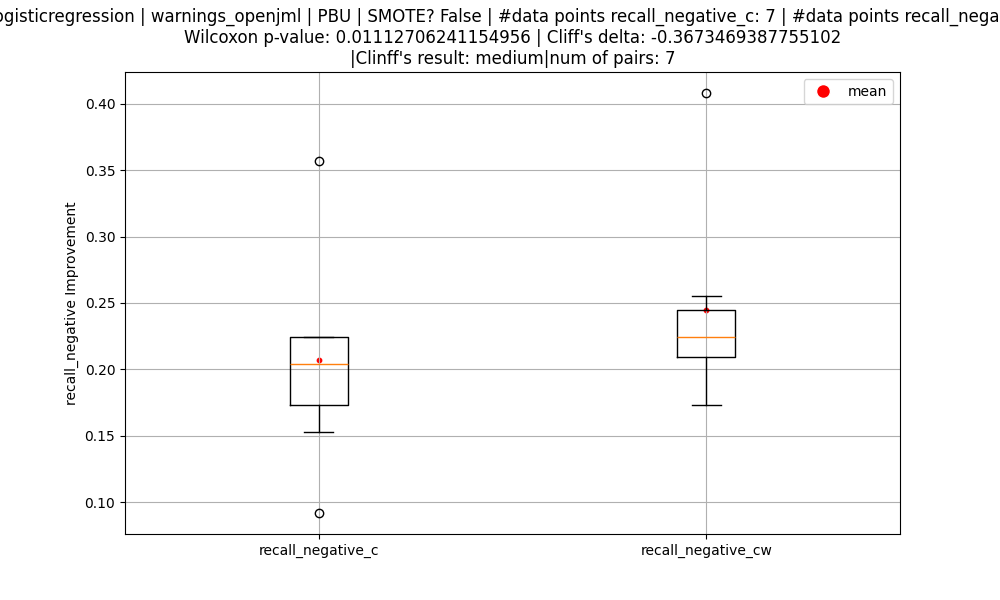 ogisticregression | warnings_openjml | PBU | SMOTE? False | #data points recall_negative_c: 7 | #data points recall_nega
Wilcoxon p-value: 0.01112706241154956 | Cliff's delta: -0.3673469387755102
|Clinff's result: medium|num of pairs: 7
mean
0.40
0.35
0.30
0.25
0.20
0.15
0.10
recall_negative Improvement
recall_negative_c
recall_negative_cw